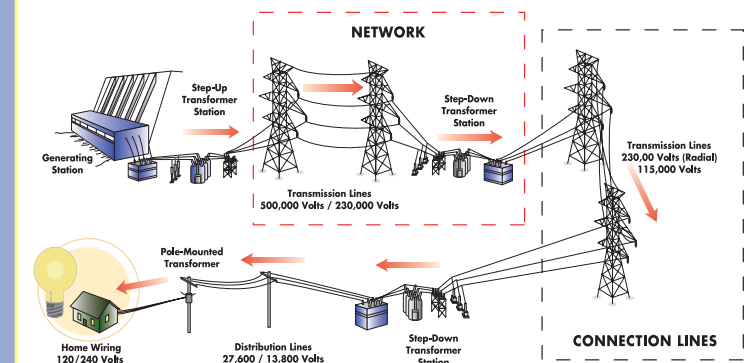 NETWORK
Step-Up
Transformer
Station
Generating
Station
Transmission Lines
500,000 Volts / 230,000 Volts
Step-Down
Transformer
Station
Transmission Lines
230,00 Volts (Radial)
115,000 Volts
CONNECTION LINES
Step-Down
Transformer
Station
Distribution Lines
27,600 / 13,800 Volts
Pole-Mounted
Transformer
Home Wiring
120/240 Volts